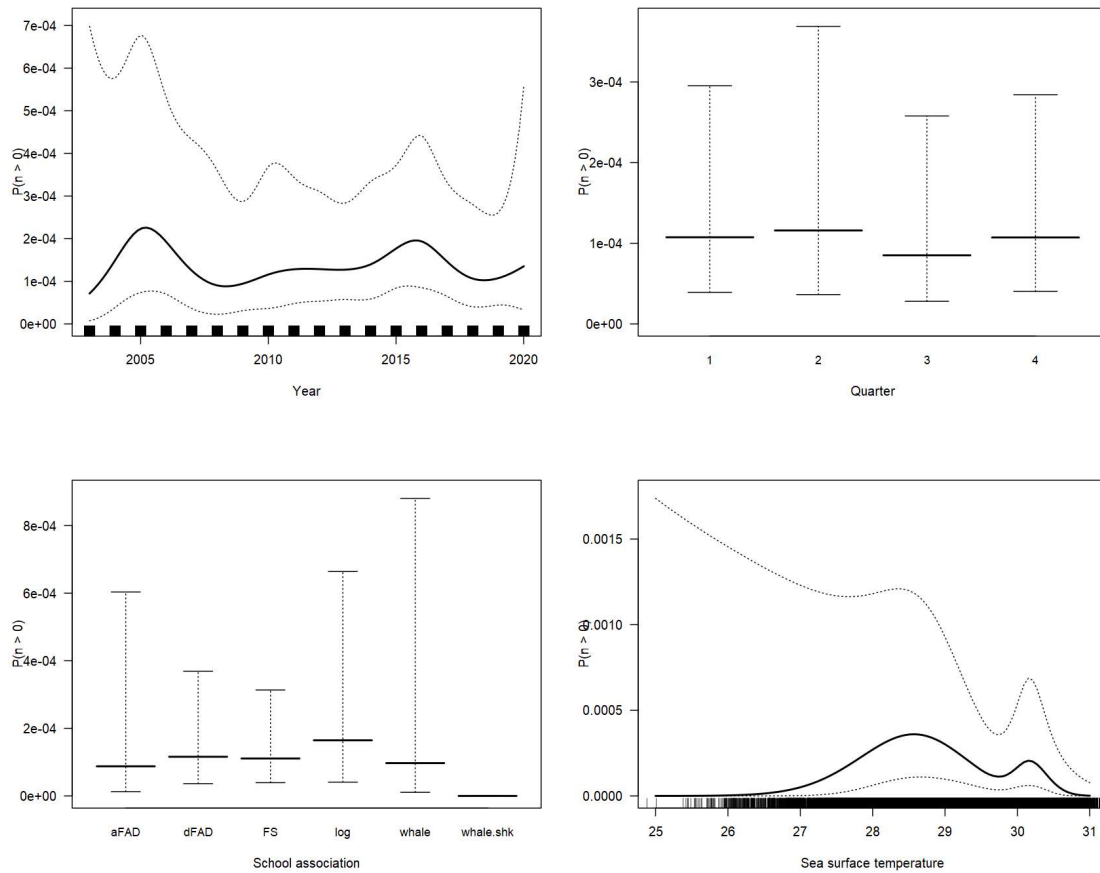 7e-04
6e-04
5e-04
4e-04
3e-04
2e-04
1e-04
0e+00
P(n > 0)
2005 2010 2015 2020
Year
3e-04
2e-04
1e-04
0e+00
P(n > 0)
1 2 3 4
Quarter
8e-04
6e-04
4e-04
2e-04
0e+00
P(n > 0)
aFAD dFAD FS log whale whale.shk
School association
0.0015
0.0010
0.0005
0.0000
P(n > 0)
25 26 27 28 29 30 31
Sea surface temperature